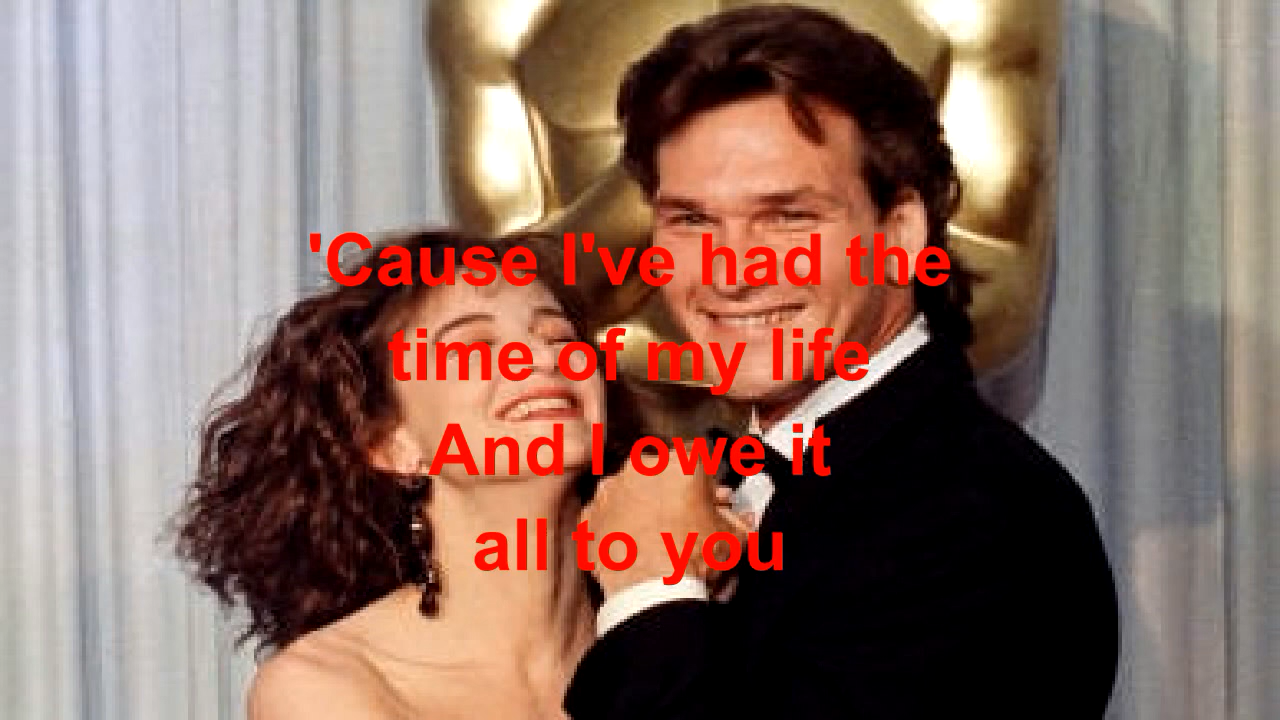 'Cause I've had the
time of my life
And I owe it
all to you